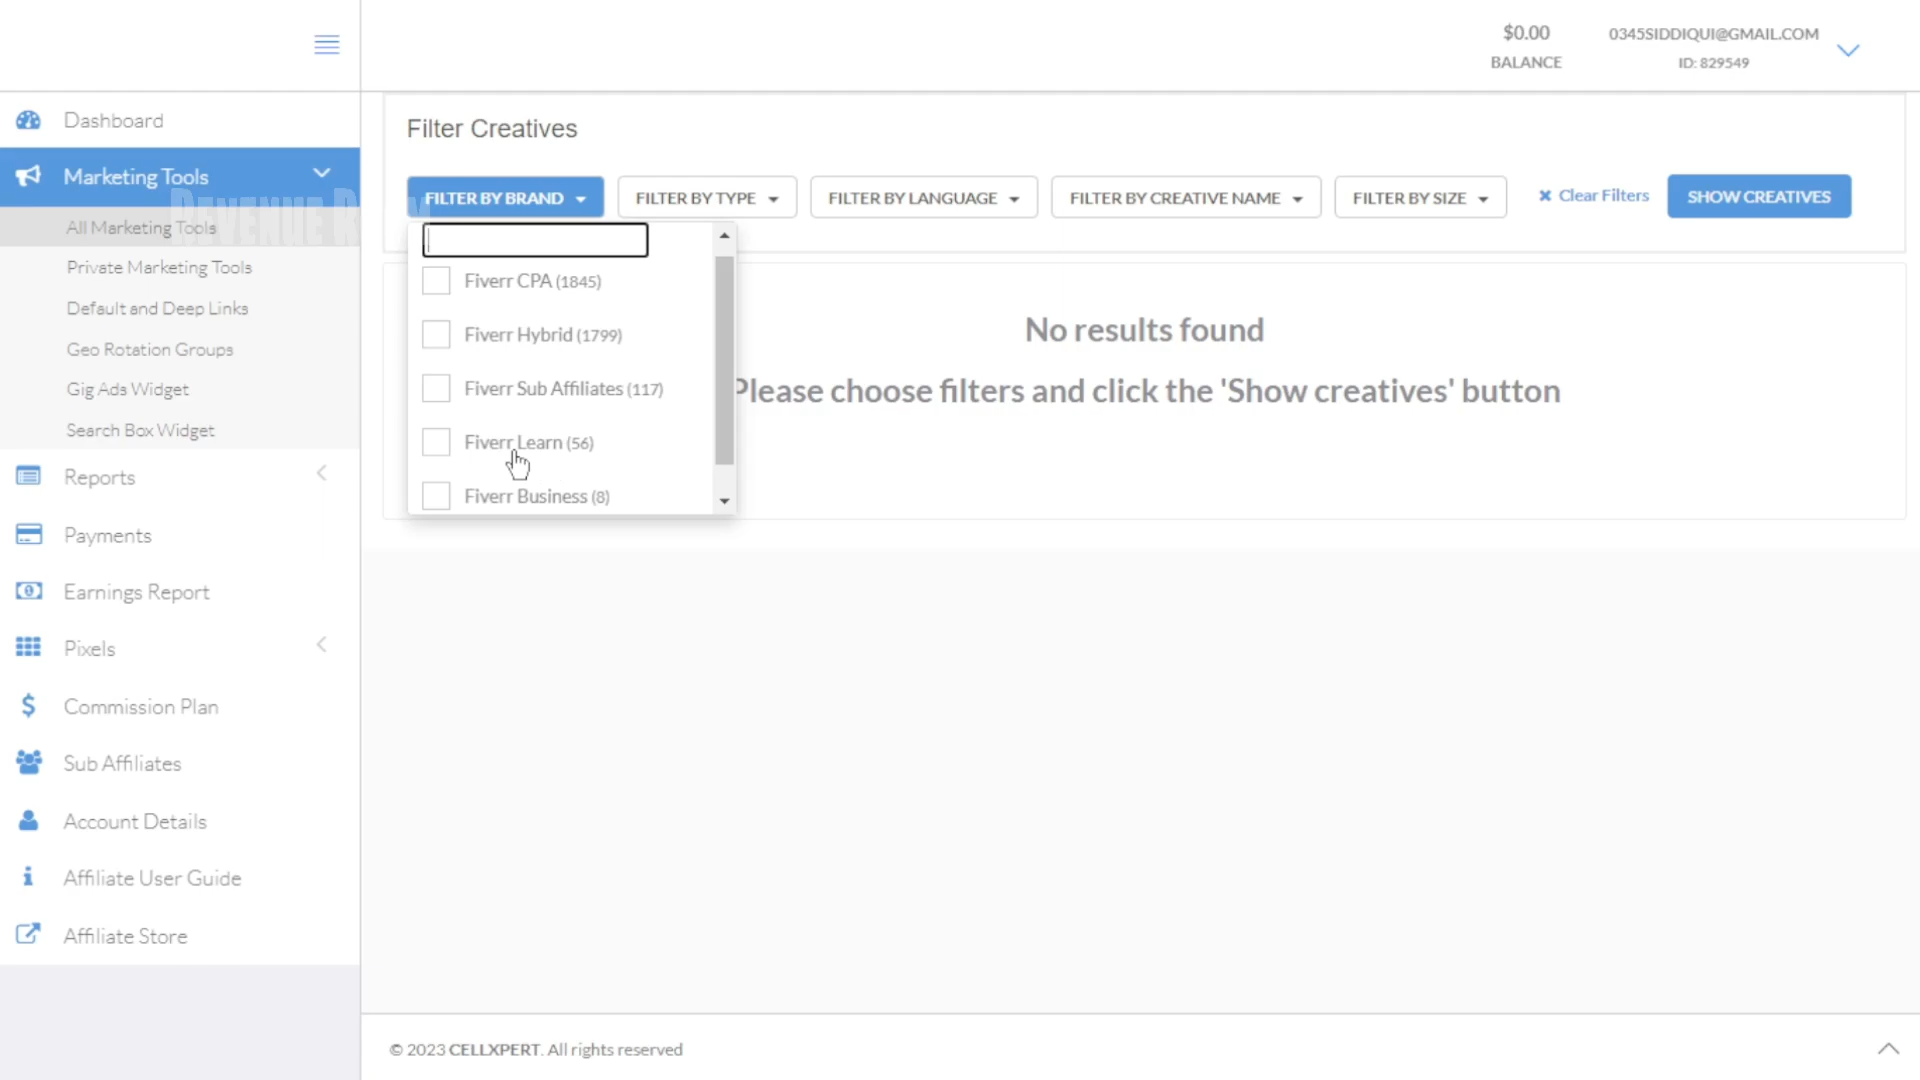 $0.00
BALANCE
0345SIDDIQUI@GMAIL.COM
ID: 829549
Dashboard
Marketing Tools
All Marketing Tools
Private Marketing Tools
Default and Deep Links
Geo Rotation Groups
Gig Ads Widget
Search Box Widget
Reports
Payments
Earnings Report
Pixels
Commission Plan
Sub Affiliates
Account Details
Affiliate User Guide
Affiliate Store
Filter Creatives
FILTER BY BRAND
FILTER BY TYPE
FILTER BY LANGUAGE
FILTER BY CREATIVE NAME
FILTER BY SIZE
Clear Filters
SHOW CREATIVES
Fiverr CPA (1845)
Fiverr Hybrid (1799)
Fiverr Sub Affiliates (117)
Fiverr Learn (56)
Fiverr Business (8)
No results found
Please choose filters and click the 'Show creatives' button
© 2023 CELLXPERT. All rights reserved
REVENUE